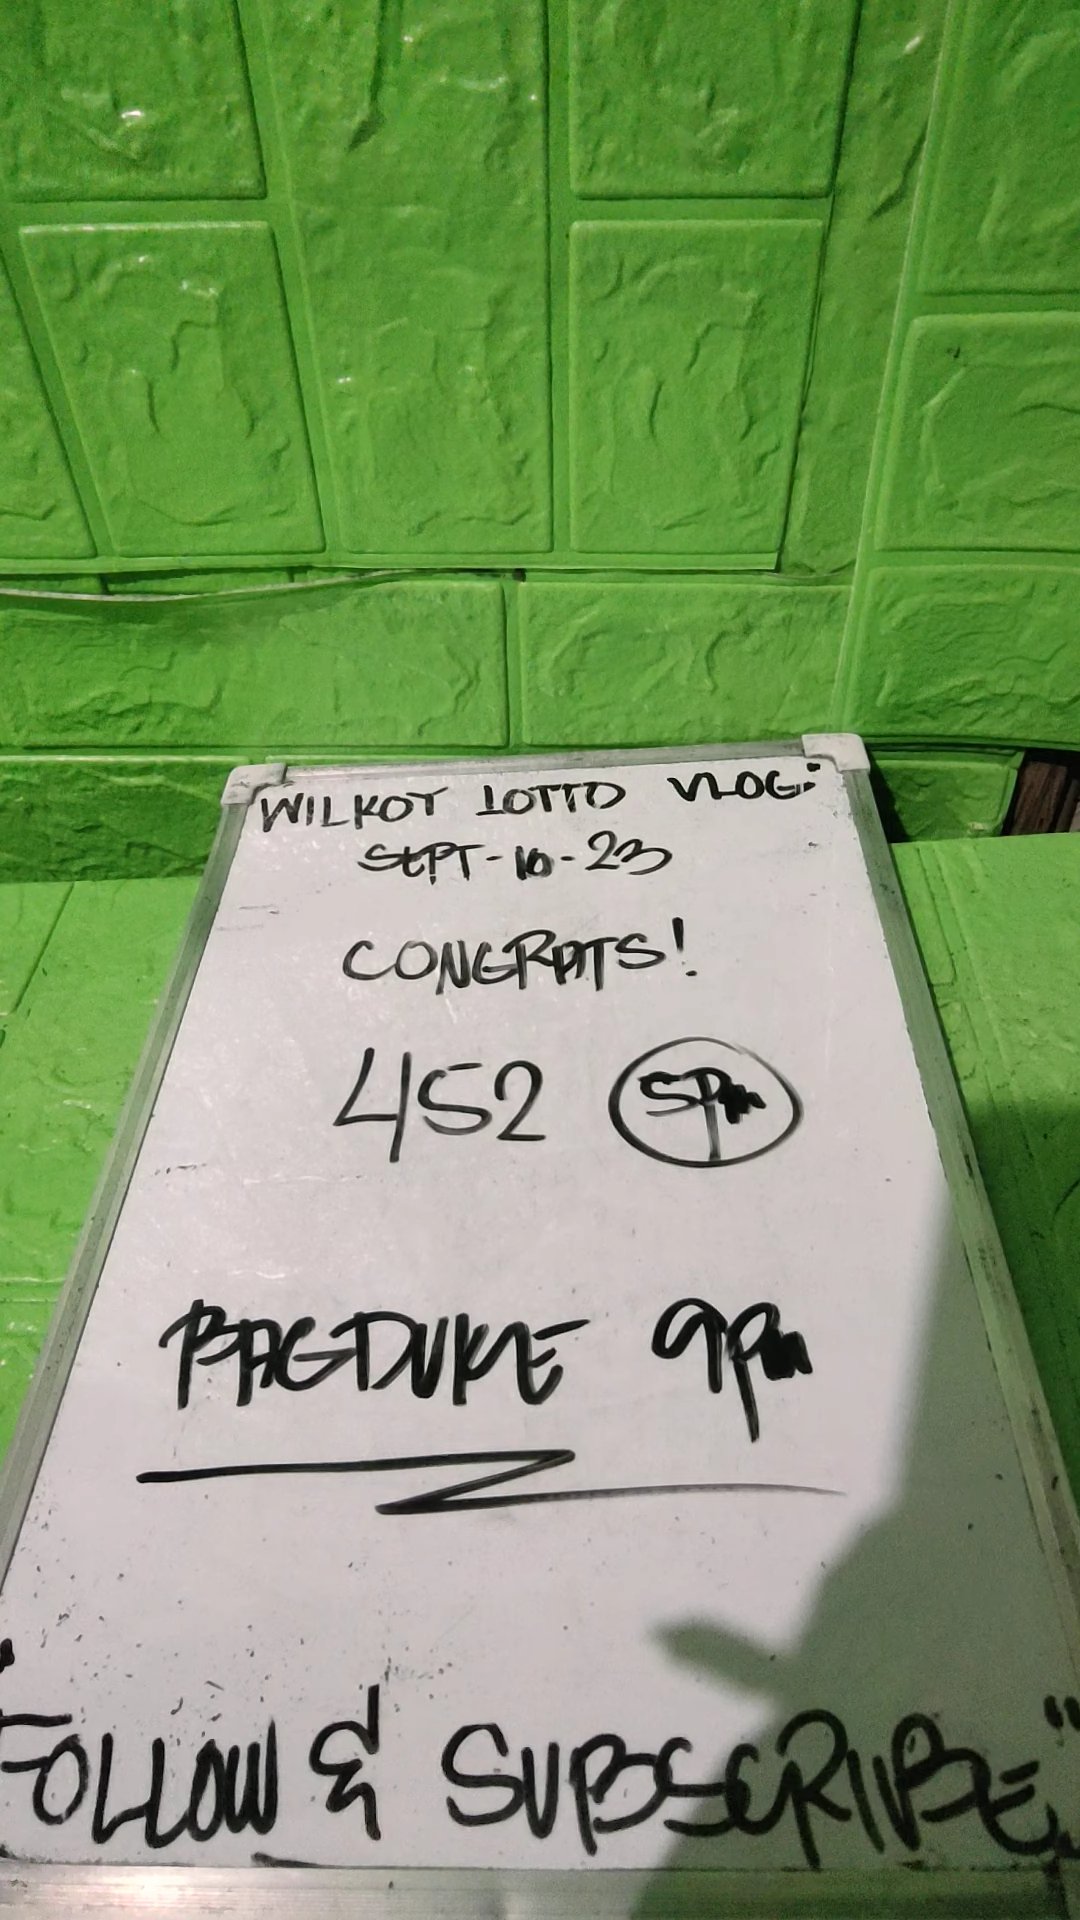 WILKOT LOTTO VLOG:
SEPT-10-23
CONGRATS!
452 5pm
BAGDUKE 9pm
"FOLLOW & SUBSCRIBE"